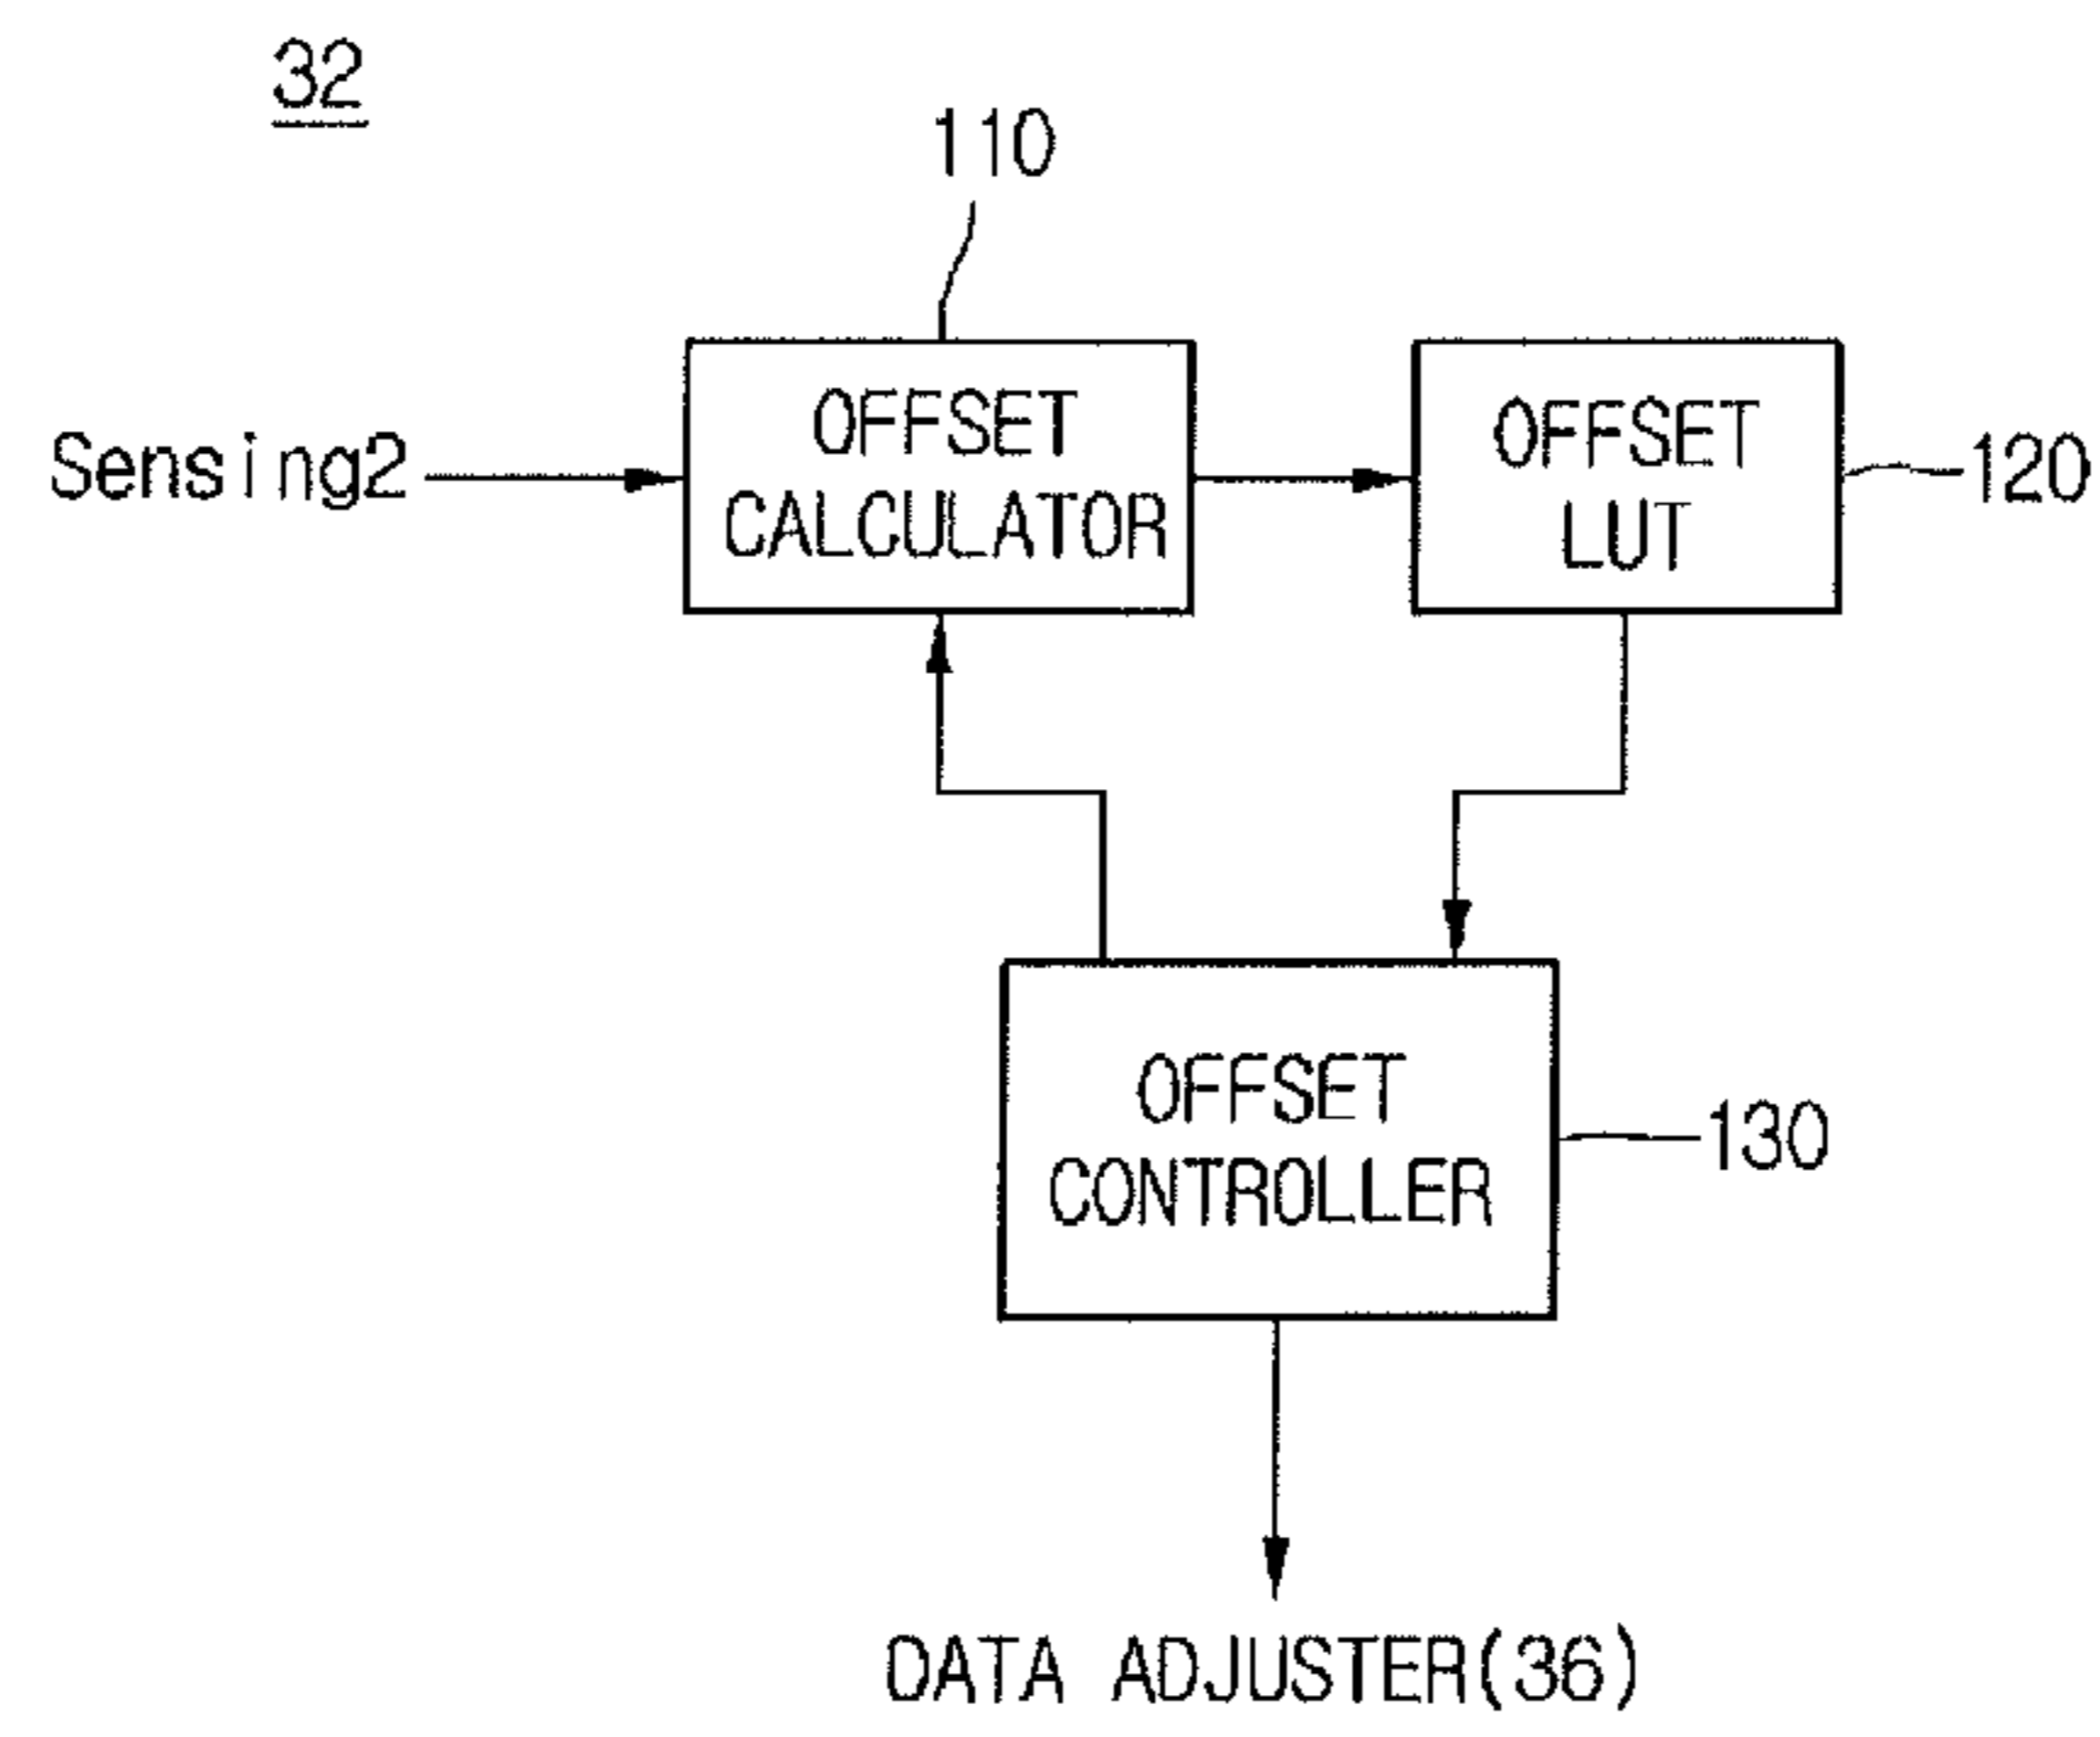 32
110
OFFSET
CALCULATOR
OFFSET
LUT
Sensing2
120
OFFSET
CONTROLLER
130
DATA ADJUSTER(36)